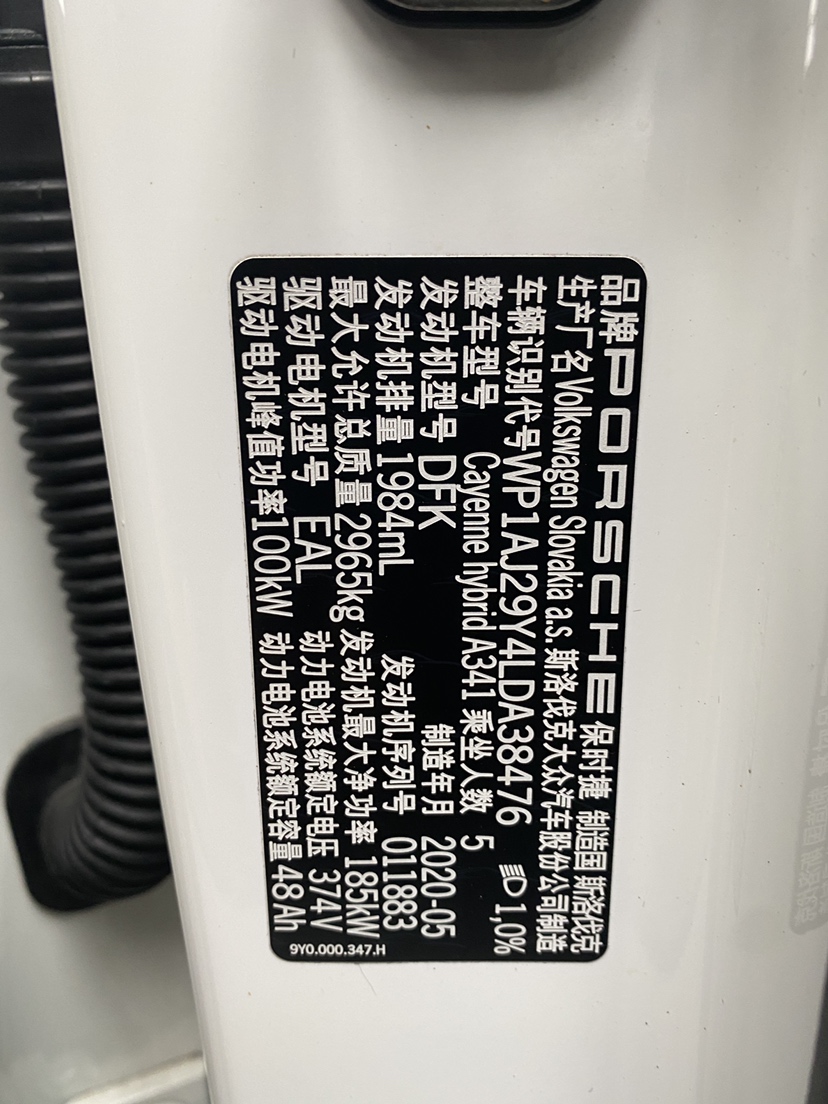 品牌 PORSCHE 保时捷 制造国 斯洛伐克
生产厂名 Volkswagen Slovakia a.s. 斯洛伐克大众汽车股份公司制造
车辆识别代号 WP1AJ29Y4LDA38476 1,0%
整车型号 Cayenne hybrid A341 乘坐人数 5
发动机型号 DFK 制造年月 2020-05
发动机排量 1984mL 发动机序列号 011883
最大允许总质量 2965kg 发动机最大净功率 185kW
驱动电机型号 EAL 动力电池系统额定电压 374V
驱动电机峰值功率 100kW 动力电池系统额定容量 48Ah
9Y0.000.347.H